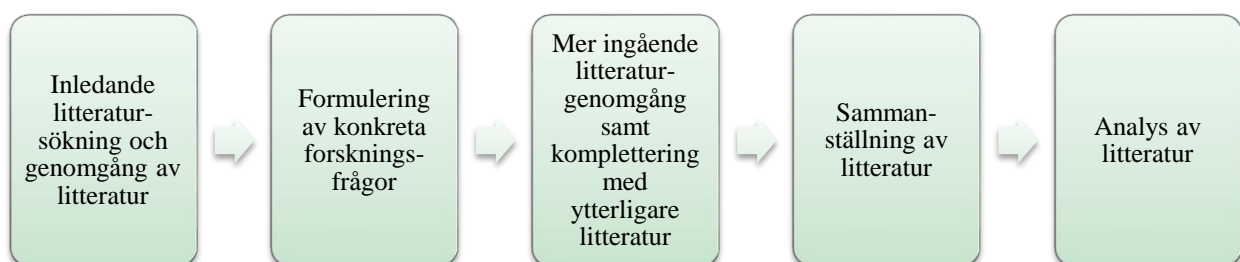 Inledande
litteratur-
sökning och
genomgång av
litteratur
Formulering
av konkreta
forsknings-
frågor
Mer ingående
litteratur-
genomgång
samt
komplettering
med
ytterligare
litteratur
Samman-
ställning av
litteratur
Analys av
litteratur